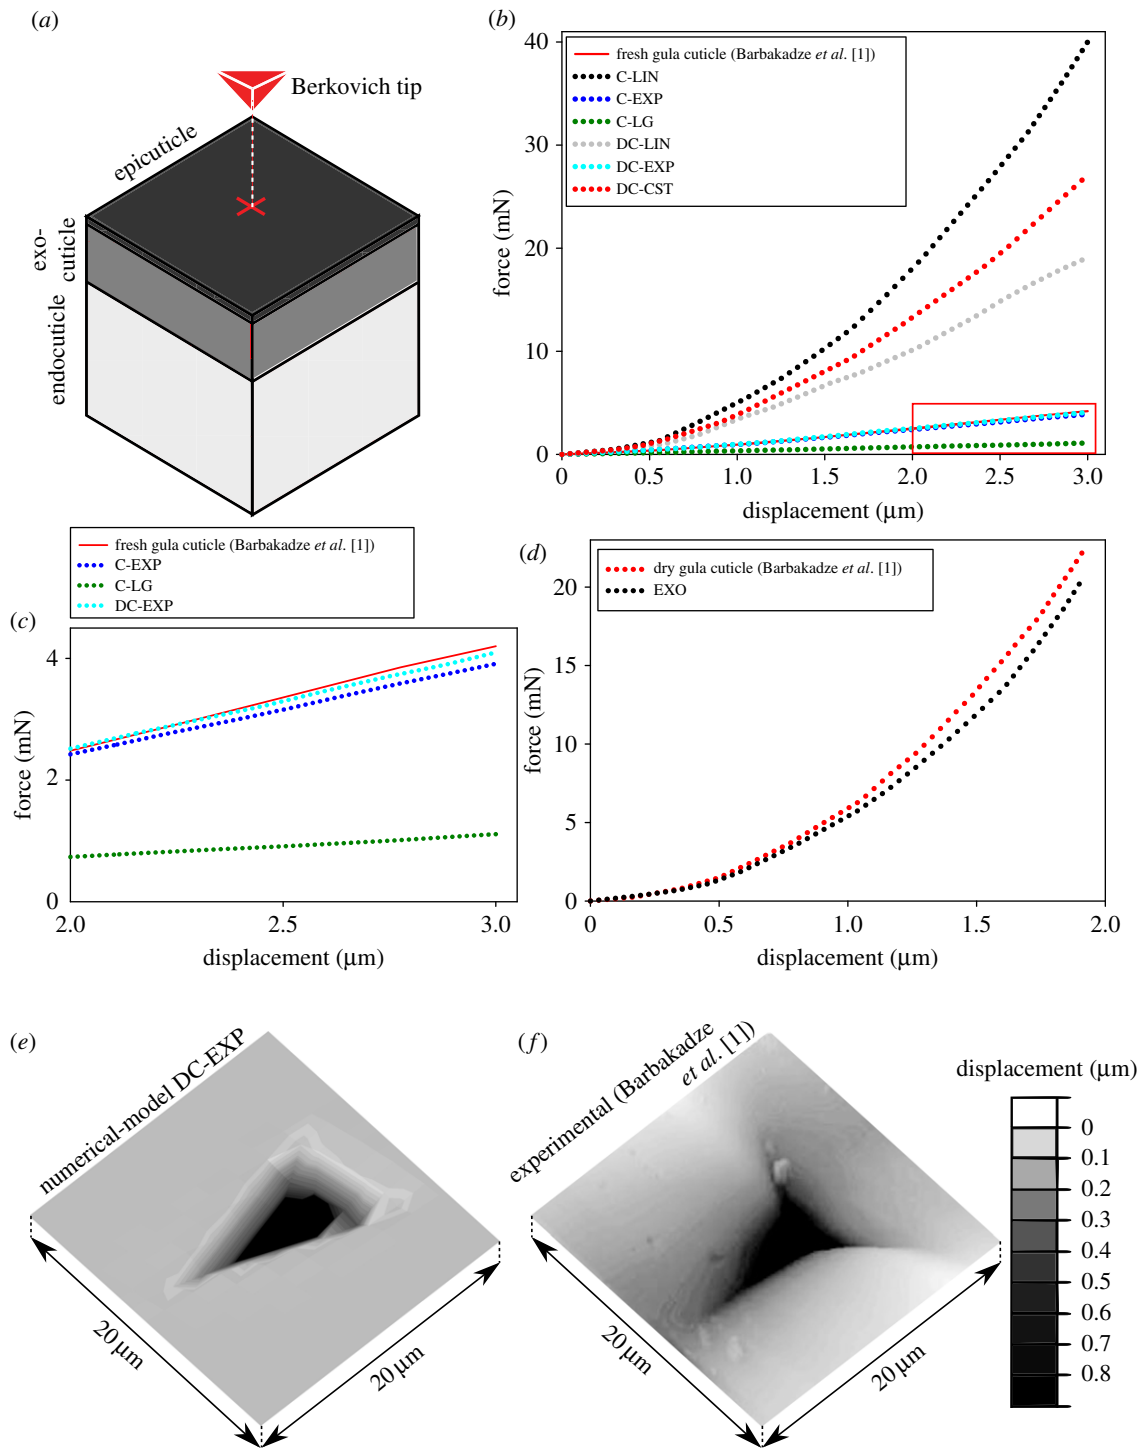 (a)
Berkovich tip
epicuticle
exo-
cuticle
endocuticle
(b)
40
30
20
10
0
force (mN)
fresh gula cuticle (Barbakadze et al. [1])
C-LIN
C-EXP
C-LG
DC-LIN
DC-EXP
DC-CST
0
0.5
1.0
1.5
2.0
2.5
3.0
displacement (μm)
fresh gula cuticle (Barbakadze et al. [1])
C-EXP
C-LG
DC-EXP
(c)
4
2
0
force (mN)
2.0
2.5
3.0
displacement (μm)
(d)
dry gula cuticle (Barbakadze et al. [1])
EXO
20
15
10
5
0
force (mN)
0
0.5
1.0
1.5
2.0
displacement (μm)
(e)
numerical-model DC-EXP
20 μm
20 μm
(f)
experimental (Barbakadze
et al. [1])
20 μm
20 μm
displacement (μm)
0
0.1
0.2
0.3
0.4
0.5
0.6
0.7
0.8